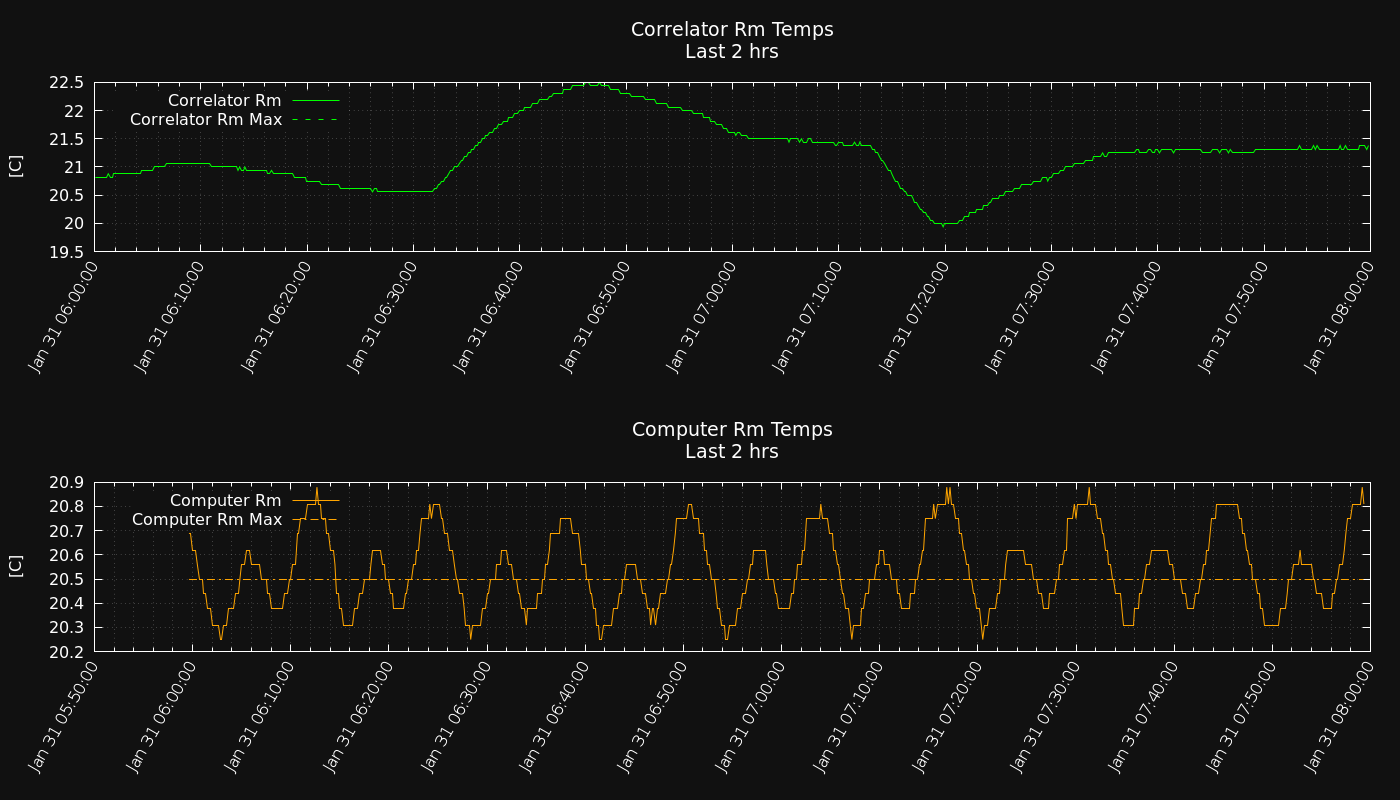 Correlator Rm Temps
Last 2 hrs
Correlator Rm
Correlator Rm Max
[C]
22.5
22
21.5
21
20.5
20
19.5
Jan 31 06:00:00
Jan 31 06:10:00
Jan 31 06:20:00
Jan 31 06:30:00
Jan 31 06:40:00
Jan 31 06:50:00
Jan 31 07:00:00
Jan 31 07:10:00
Jan 31 07:20:00
Jan 31 07:30:00
Jan 31 07:40:00
Jan 31 07:50:00
Jan 31 08:00:00
Computer Rm Temps
Last 2 hrs
Computer Rm
Computer Rm Max
[C]
20.9
20.8
20.7
20.6
20.5
20.4
20.3
20.2
Jan 31 05:50:00
Jan 31 06:00:00
Jan 31 06:10:00
Jan 31 06:20:00
Jan 31 06:30:00
Jan 31 06:40:00
Jan 31 06:50:00
Jan 31 07:00:00
Jan 31 07:10:00
Jan 31 07:20:00
Jan 31 07:30:00
Jan 31 07:40:00
Jan 31 07:50:00
Jan 31 08:00:00